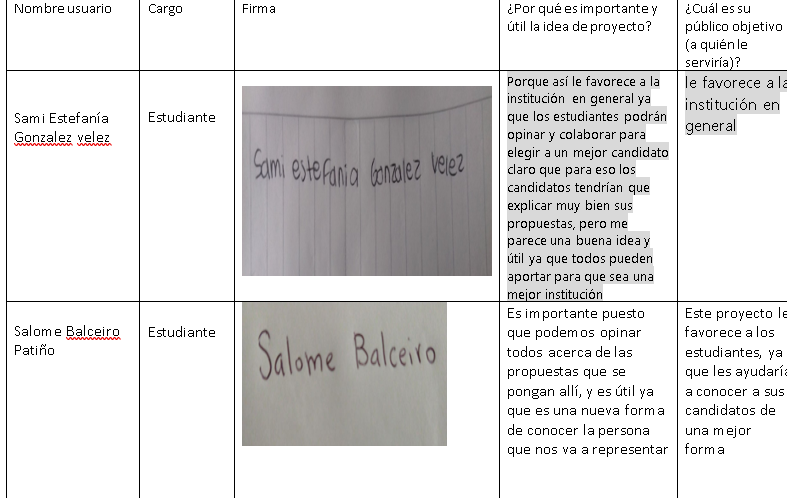 Nombre usuario
Cargo
Firma
¿Por qué es importante y
útil la idea de proyecto?
¿Cuál es su
público objetivo
(a quién le
serviría)?
Sami Estefanía
Gonzalez velez
Estudiante
Sami estefania Gonzalez velez
Porque así le favorece a la
institución en general ya
que los estudiantes podrán
opinar y colaborar para
elegir a un mejor candidato
claro que para eso los
candidatos tendrían que
explicar muy bien sus
propuestas, pero me
parece una buena idea y
útil ya que todos pueden
aportar para que sea una
mejor institución
le favorece a la
institución en
general
Salome Balceiro
Patiño
Estudiante
Salome Balceiro
Es importante puesto
que podemos opinar
todos acerca de las
propuestas que se
pongan allí, y es útil ya
que es una nueva forma
de conocer la persona
que nos va a representar
Este proyecto le
favorece a los
estudiantes, ya
que les ayudaría
a conocer a sus
candidatos de
una mejor
forma